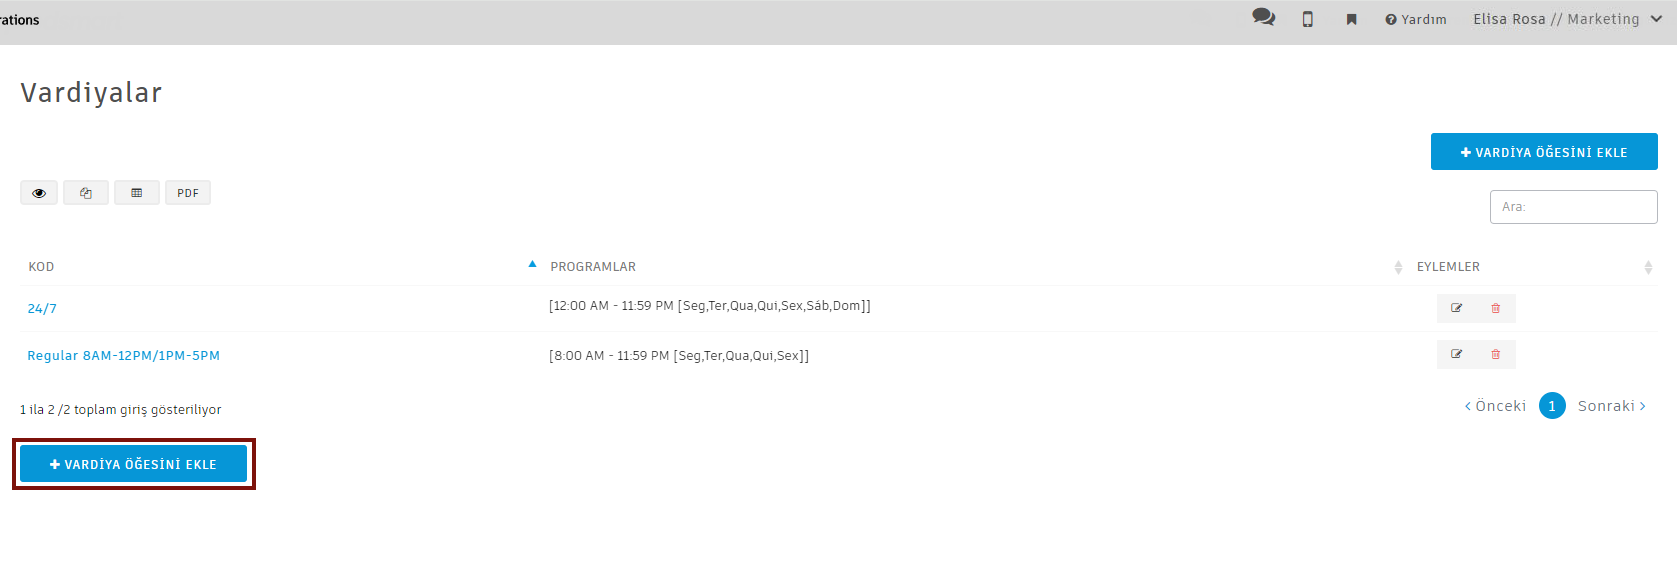 rations
Yardım
Elisa Rosa // Marketing
Vardiyalar
VARDİYA ÖĞESİNİ EKLE
PDF
Ara:
KOD PROGRAMLAR EYLEMLER
24/7 [12:00 AM - 11:59 PM [Seg,Ter,Qua,Qui,Sex,Sáb,Dom]]
Regular 8AM-12PM/1PM-5PM [8:00 AM - 11:59 PM [Seg,Ter,Qua,Qui,Sex]]
1 ila 2 /2 toplam giriş gösteriliyor
Önceki 1 Sonraki
VARDİYA ÖĞESİNİ EKLE